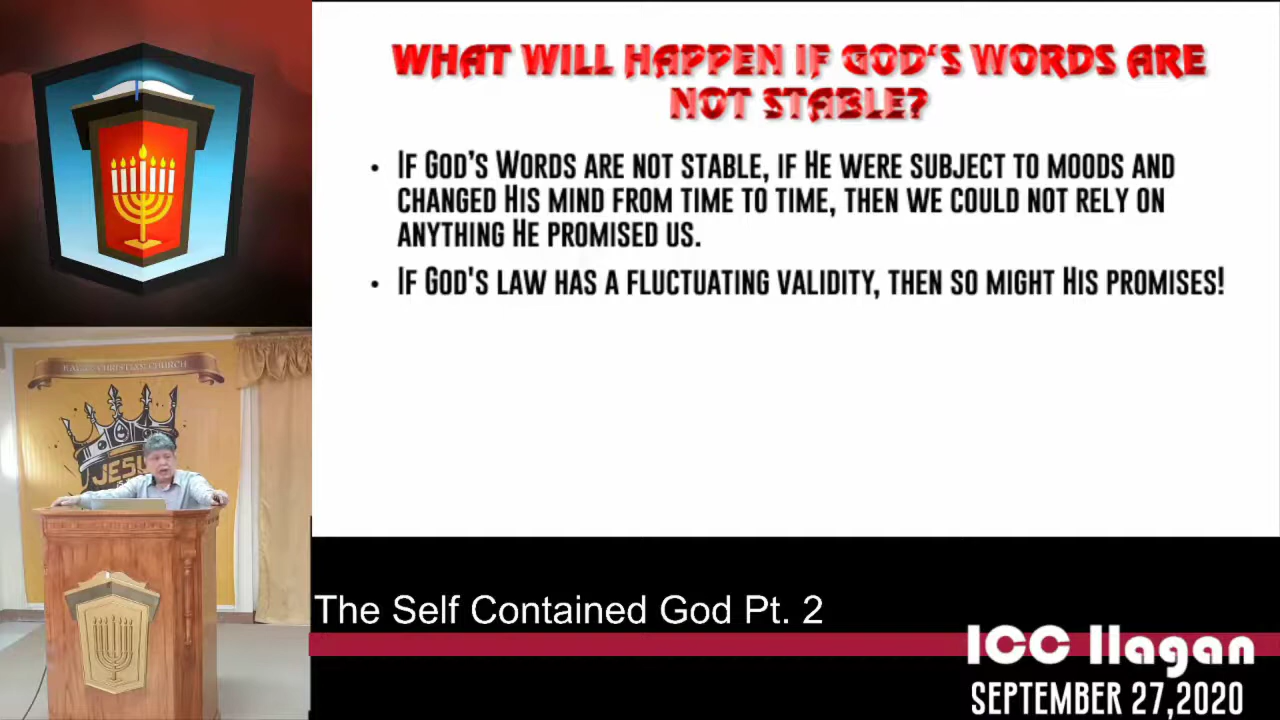 WHAT WILL HAPPEN IF GOD'S WORDS ARE
NOT STABLE?
• IF GOD'S WORDS ARE NOT STABLE, IF HE WERE SUBJECT TO MOODS AND
CHANGED HIS MIND FROM TIME TO TIME, THEN WE COULD NOT RELY ON
ANYTHING HE PROMISED US.
• IF GOD'S LAW HAS A FLUCTUATING VALIDITY, THEN SO MIGHT HIS PROMISES!
CHRISTIAN CHURCH
JESU
The Self Contained God Pt. 2
ICC Ilagan
SEPTEMBER 27,2020